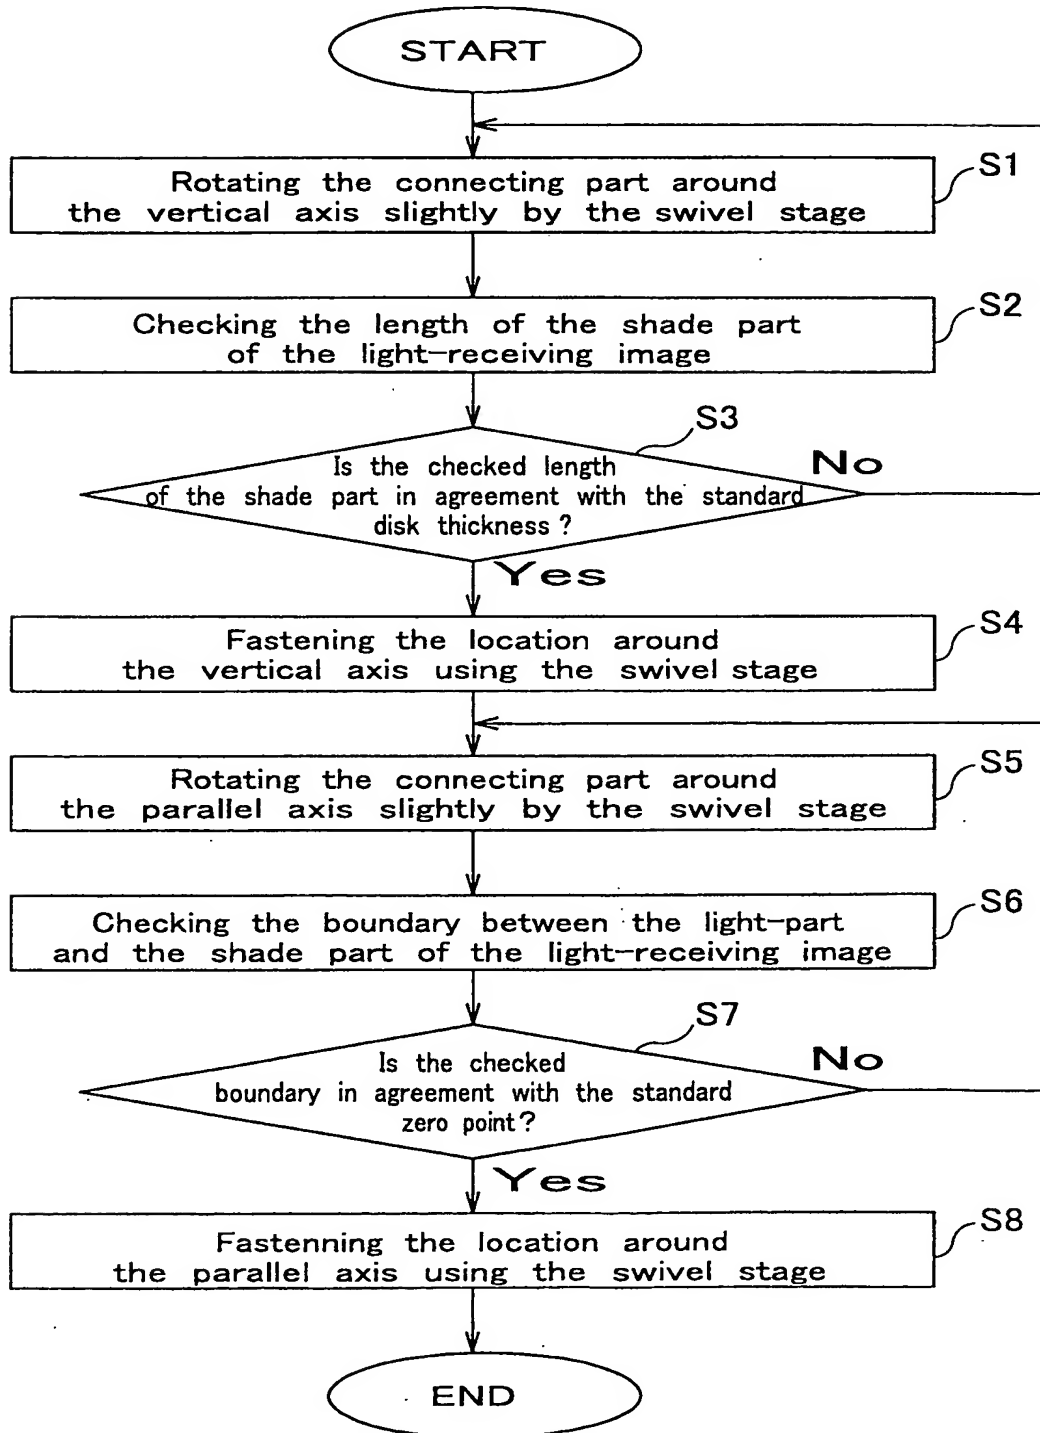 START
S1
Rotating the connecting part around
the vertical axis slightly by the swivel stage
S2
Checking the length of the shade part
of the light-receiving image
S3
Is the checked length
of the shade part in agreement with the standard
disk thickness?
No
Yes
S4
Fastening the location around
the vertical axis using the swivel stage
S5
Rotating the connecting part around
the parallel axis slightly by the swivel stage
S6
Checking the boundary between the light-part
and the shade part of the light-receiving image
S7
Is the checked
boundary in agreement with the standard
zero point?
No
Yes
S8
Fastenning the location around
the parallel axis using the swivel stage
END